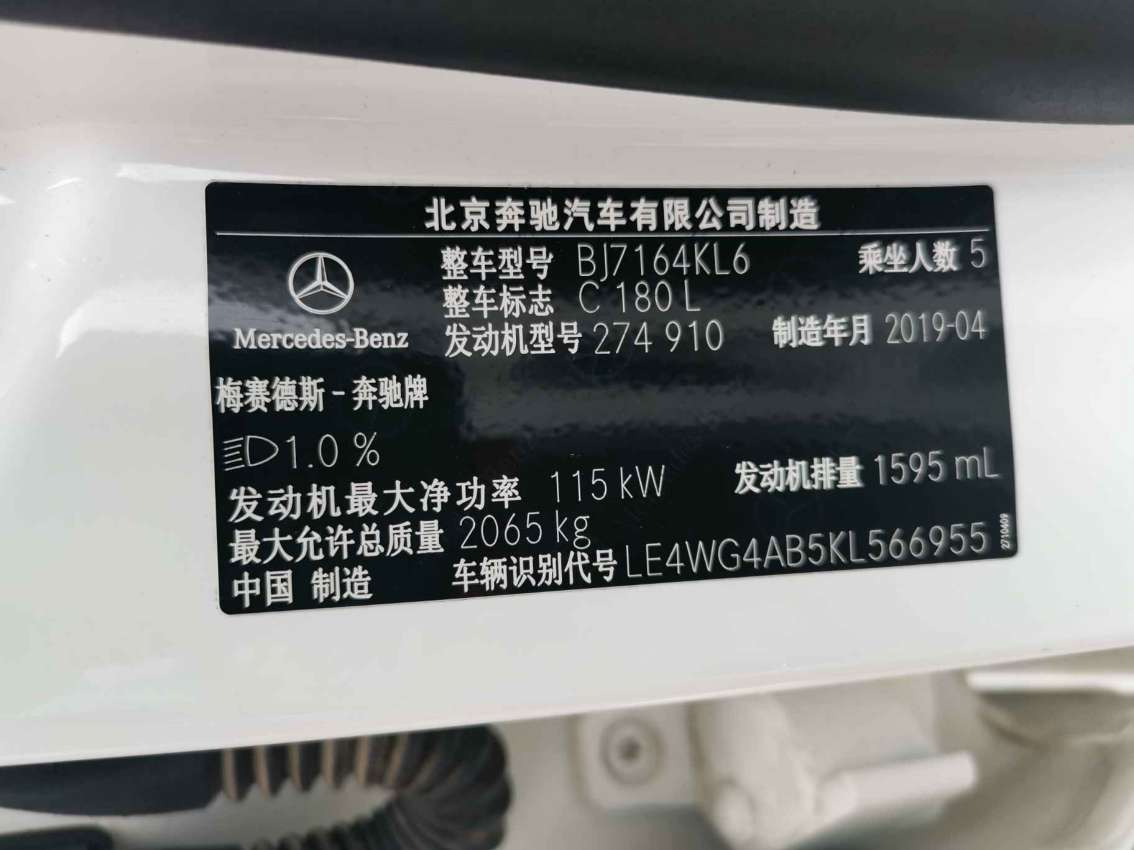 北京奔驰汽车有限公司制造
整车型号 BJ7164KL6 乘坐人数 5
整车标志 C 180 L
Mercedes-Benz 发动机型号 274 910 制造年月 2019-04
梅赛德斯-奔驰牌
1.0 %
发动机最大净功率 115 kW 发动机排量 1595 mL
最大允许总质量 2065 kg
中国 制造 车辆识别代号 LE4WG4AB5KL566955
2710609